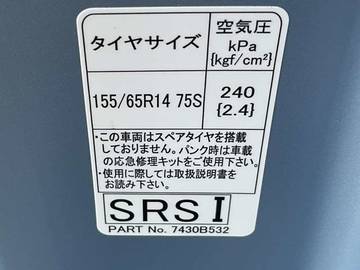 タイヤサイズ
空気圧
kPa
{kgf/cm²}
155/65R14 75S
240
{2.4}
・この車両はスペアタイヤを搭載
しておりません。パンク時は車載
の応急修理キットをご使用下さい。
・使用に際しては取扱説明書を
お読み下さい。
SRS I
PART No. 7430B532